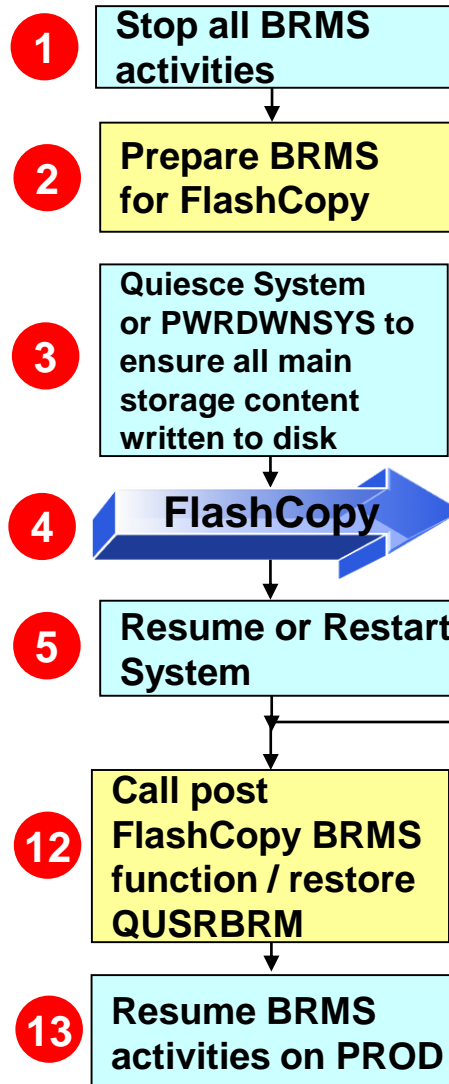 1
Stop all BRMS
activities
2
Prepare BRMS
for FlashCopy
3
Quiesce System
or PWRDWNSYS to
ensure all main
storage content
written to disk
4
FlashCopy
5
Resume or Restart
System
12
Call post
FlashCopy BRMS
function / restore
QUSRBRM
13
Resume BRMS
activities on PROD